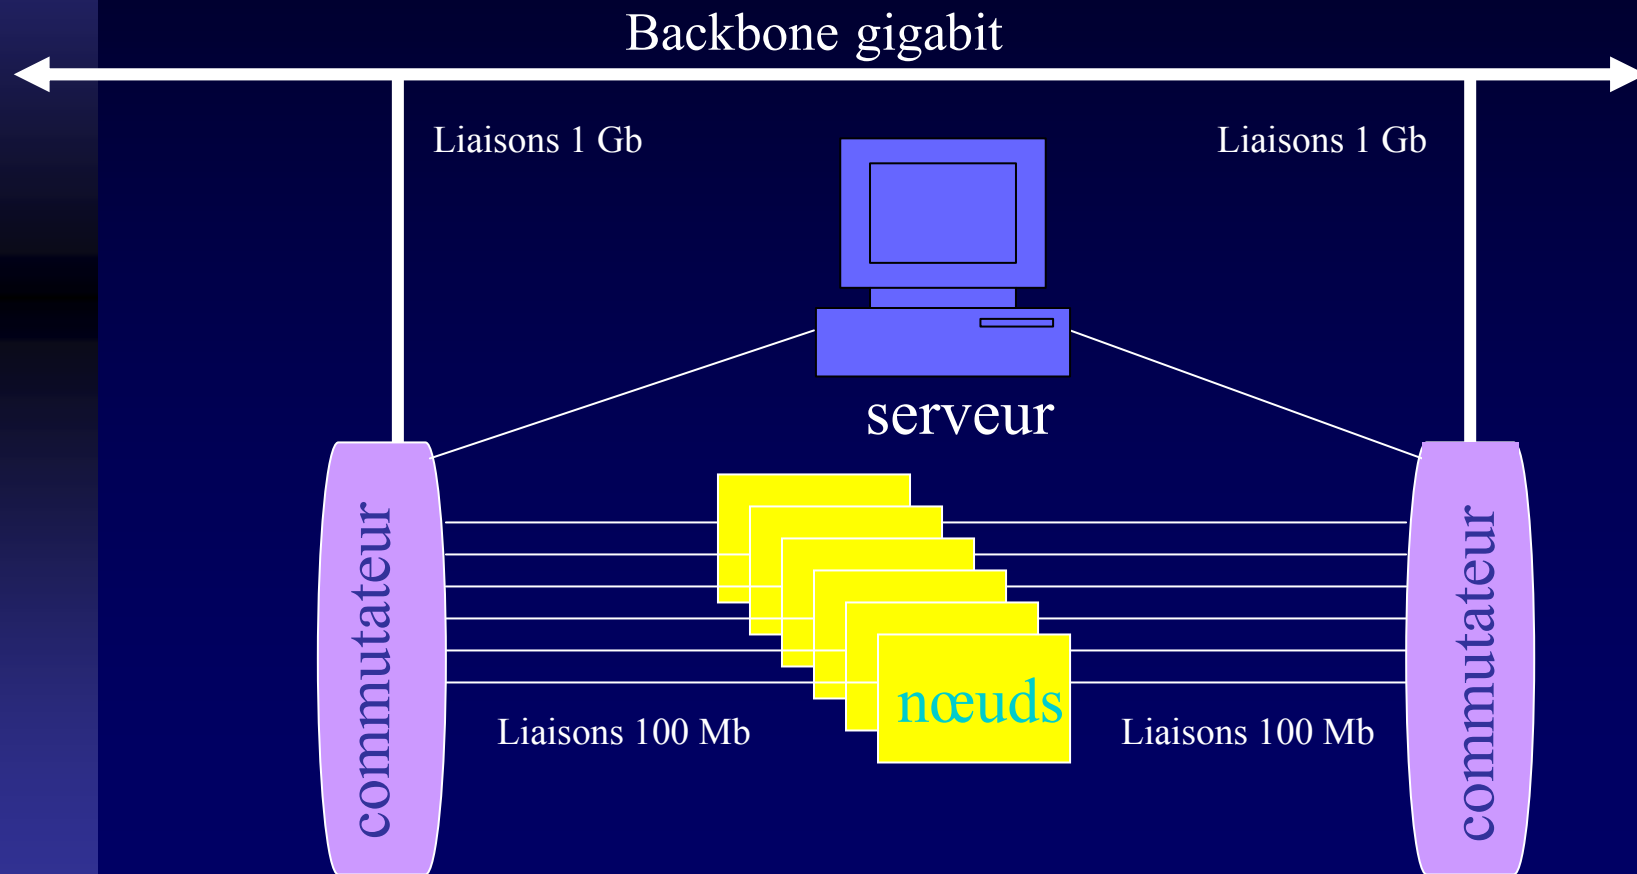 Backbone gigabit
Liaisons 1 Gb
Liaisons 1 Gb
serveur
commutateur
commutateur
nœuds
Liaisons 100 Mb
Liaisons 100 Mb